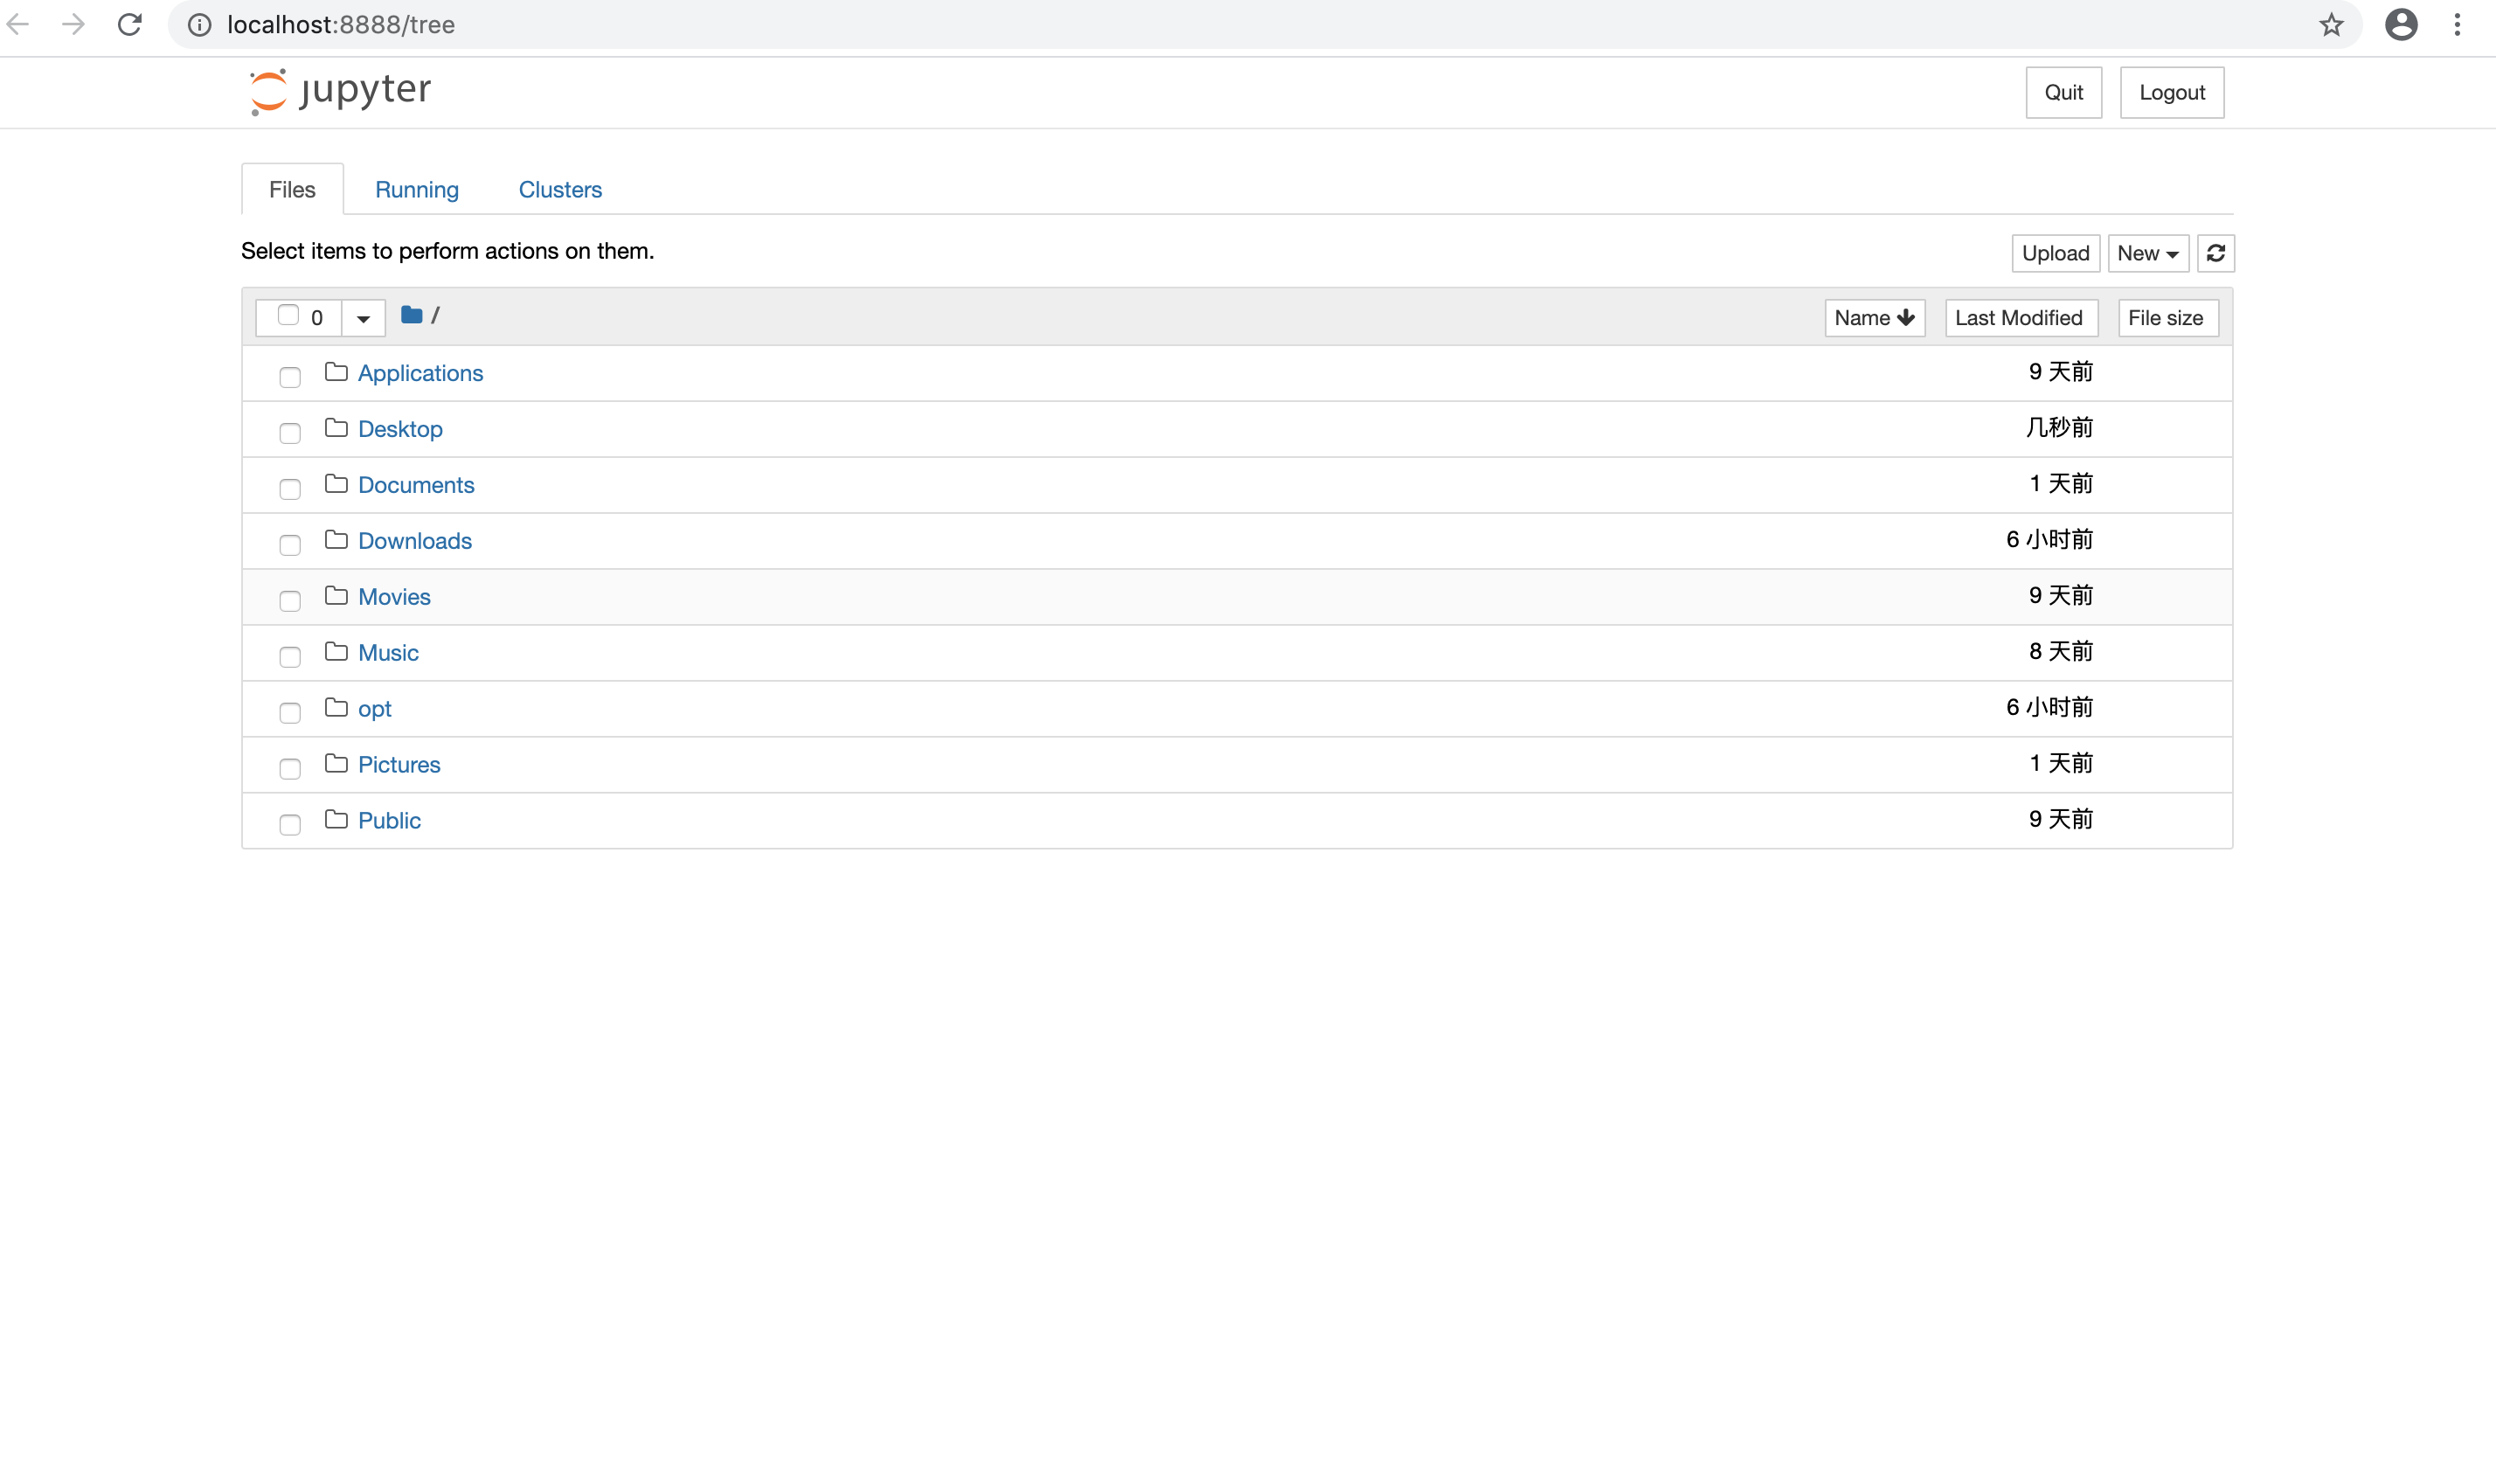 localhost:8888/tree
jupyter
Quit Logout
Files Running Clusters
Select items to perform actions on them.
Upload New
0 / Name Last Modified File size
Applications 9 天前
Desktop 几秒前
Documents 1 天前
Downloads 6 小时前
Movies 9 天前
Music 8 天前
opt 6 小时前
Pictures 1 天前
Public 9 天前